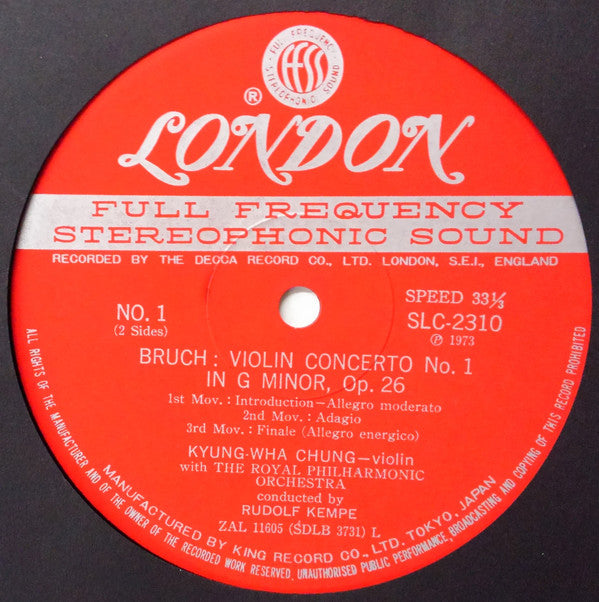 FULL FREQUENCY
STEREOPHONIC SOUND
FFSS
®
LONDON
FULL FREQUENCY
STEREOPHONIC SOUND
RECORDED BY THE DECCA RECORD CO., LTD. LONDON, S.E.I., ENGLAND
NO. 1
(2 Sides)
SPEED 33⅓
SLC-2310
℗ 1973
BRUCH : VIOLIN CONCERTO No. 1
IN G MINOR, Op. 26
1st Mov. : Introduction—Allegro moderato
2nd Mov. : Adagio
3rd Mov. : Finale (Allegro energico)
KYUNG-WHA CHUNG—violin
with THE ROYAL PHILHARMONIC
ORCHESTRA
conducted by
RUDOLF KEMPE
ZAL 11605 (SDLB 3731) L
MANUFACTURED BY KING RECORD CO., LTD. TOKYO, JAPAN
ALL RIGHTS OF THE MANUFACTURER AND OF THE OWNER OF THE RECORDED WORK RESERVED. UNAUTHORISED PUBLIC PERFORMANCE, BROADCASTING AND COPYING OF THIS RECORD PROHIBITED